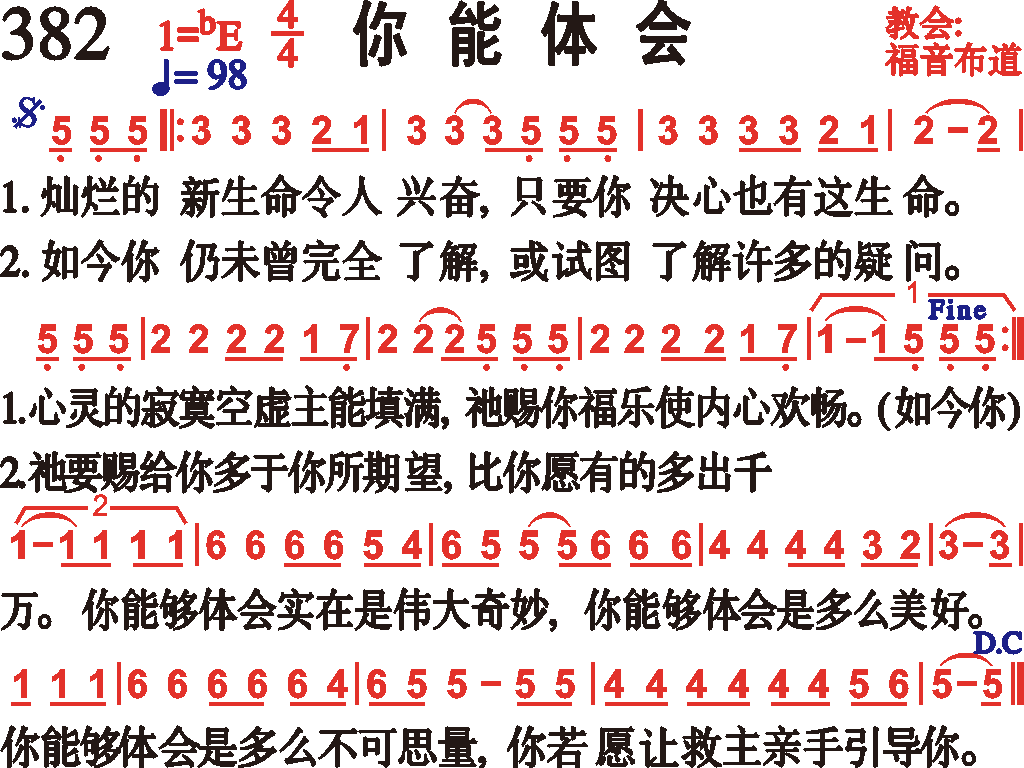 382 1=ᵇE 4/4 你能体会 教会:
♩=98 福音布道
5 5 5 ‖: 3 3 3 2 1 | 3 3 3 5 5 5 | 3 3 3 3 2 1 | 2 - 2 |
1. 灿烂的 新生命令人 兴奋, 只要你 决心也有这生命。
2. 如今你 仍未曾完全 了解, 或试图 了解许多的疑问。
1
Fine
5 5 5 | 2 2 2 2 1 7 | 2 2 2 5 5 5 | 2 2 2 2 1 7 | 1 - 1 5 5 5 :‖
1.心灵的寂寞空虚主能填满, 祂赐你福乐使内心欢畅。(如今你)
2.祂要赐给你多于你所期望, 比你愿有的多出千
2
1 - 1 1 1 1 | 6 6 6 6 5 4 | 6 5 5 5 6 6 6 | 4 4 4 4 3 2 | 3 - 3 |
万。 你能够体会实在是伟大奇妙, 你能够体会是多么美好。
D.C
1 1 1 | 6 6 6 6 6 4 | 6 5 5 - 5 5 | 4 4 4 4 4 4 5 6 | 5 - 5 ‖
你能够体会是多么不可思量, 你若愿让救主亲手引导你。